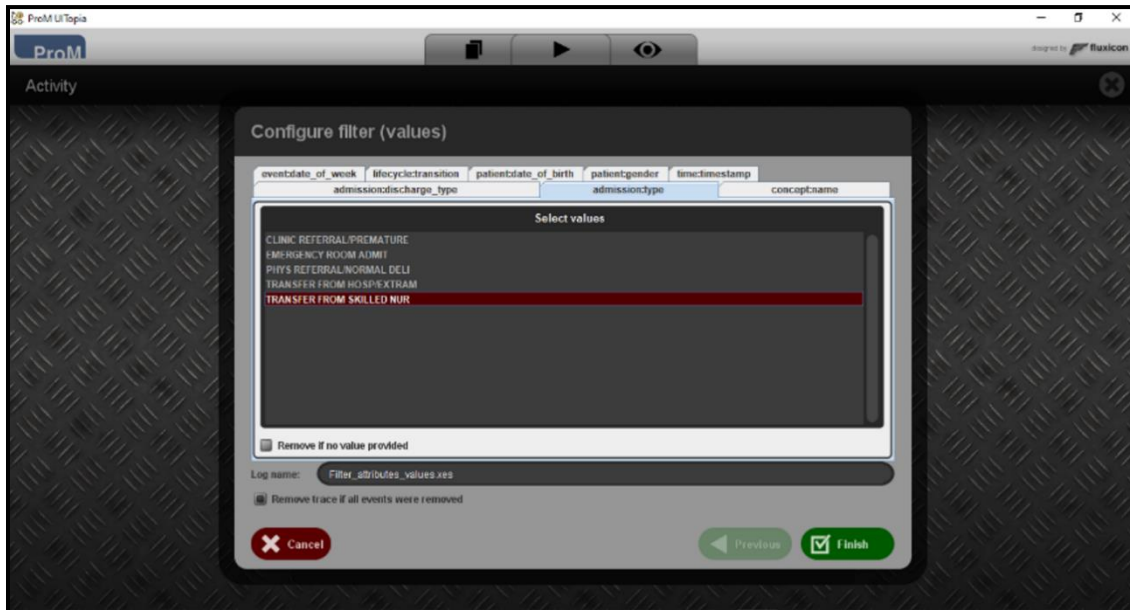 ProM UITopia
ProM
designed by fluxicon
Activity
Configure filter (values)
event:date_of_week lifecycle:transition patient:date_of_birth patient:gender time:timestamp
admission:discharge_type admission:type concept:name
Select values
CLINIC REFERRAL/PREMATURE
EMERGENCY ROOM ADMIT
PHYS REFERRAL/NORMAL DELI
TRANSFER FROM HOSP/EXTRAM
TRANSFER FROM SKILLED NUR
Remove if no value provided
Log name: Filter_attributes_values.xes
Remove trace if all events were removed
Cancel Previous Finish